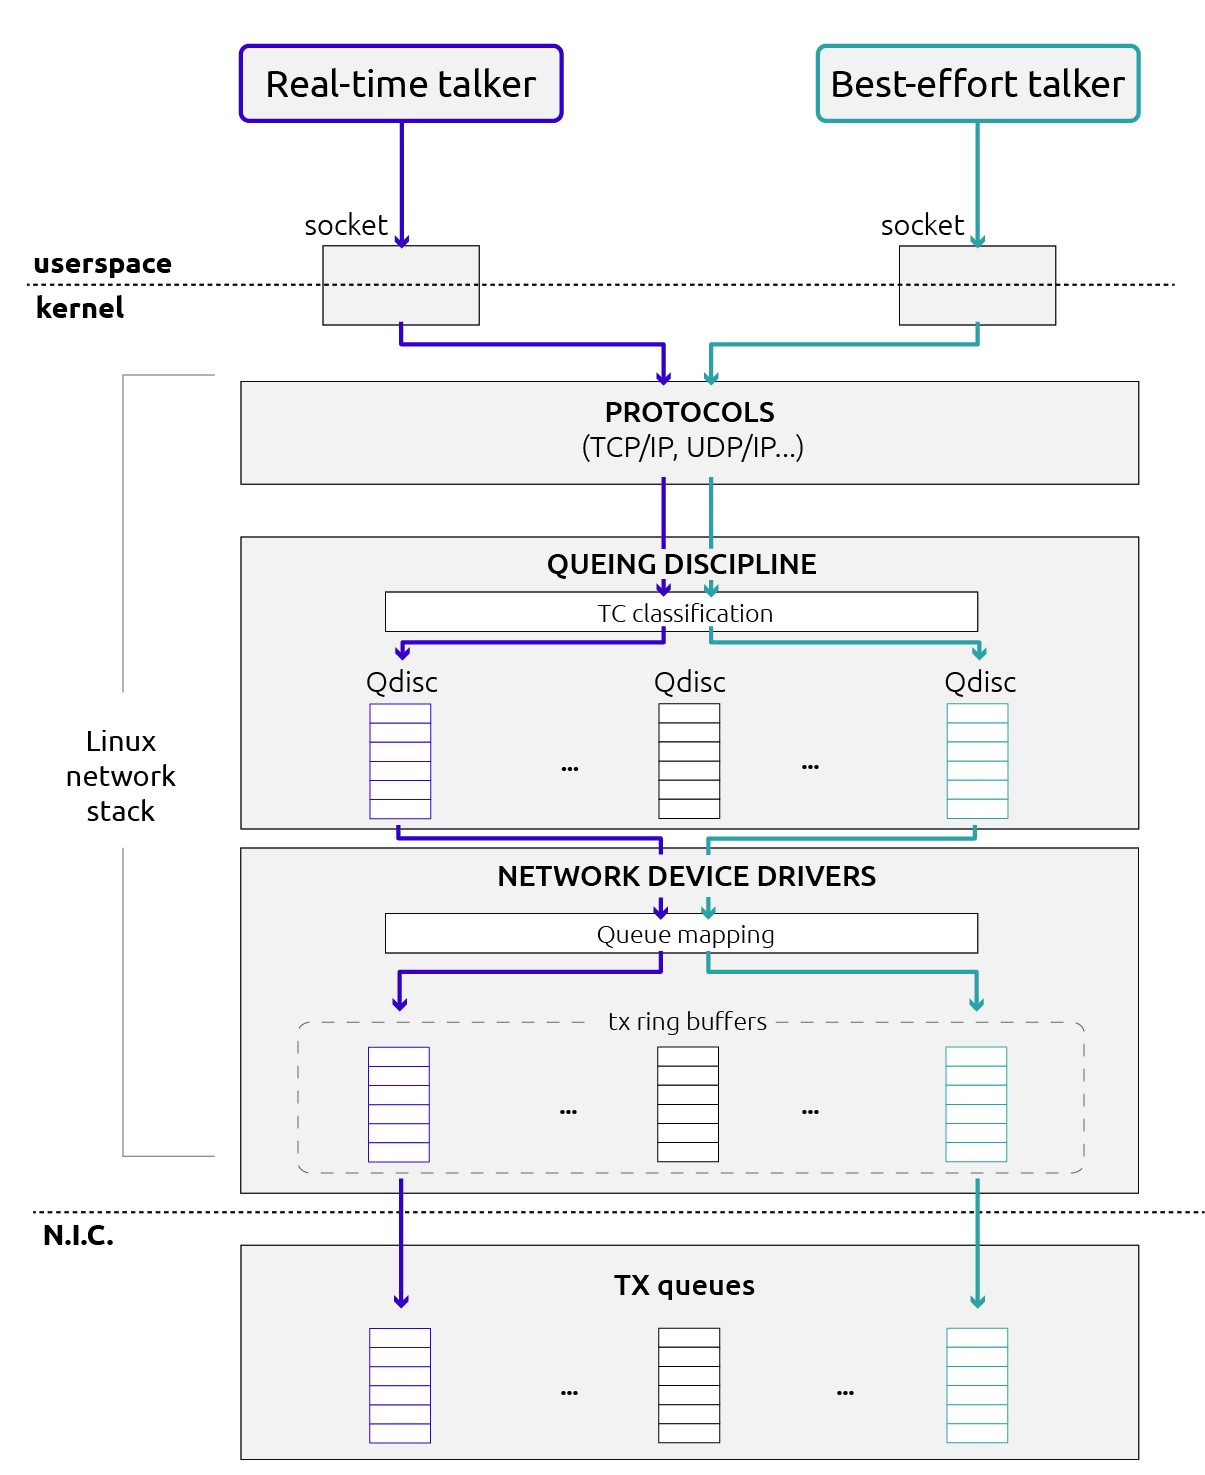 Real-time talker
Best-effort talker
socket
socket
userspace
kernel
PROTOCOLS
(TCP/IP, UDP/IP...)
QUEING DISCIPLINE
TC classification
Qdisc
Qdisc
Qdisc
...
...
Linux
network
stack
NETWORK DEVICE DRIVERS
Queue mapping
tx ring buffers
...
...
N.I.C.
TX queues
...
...